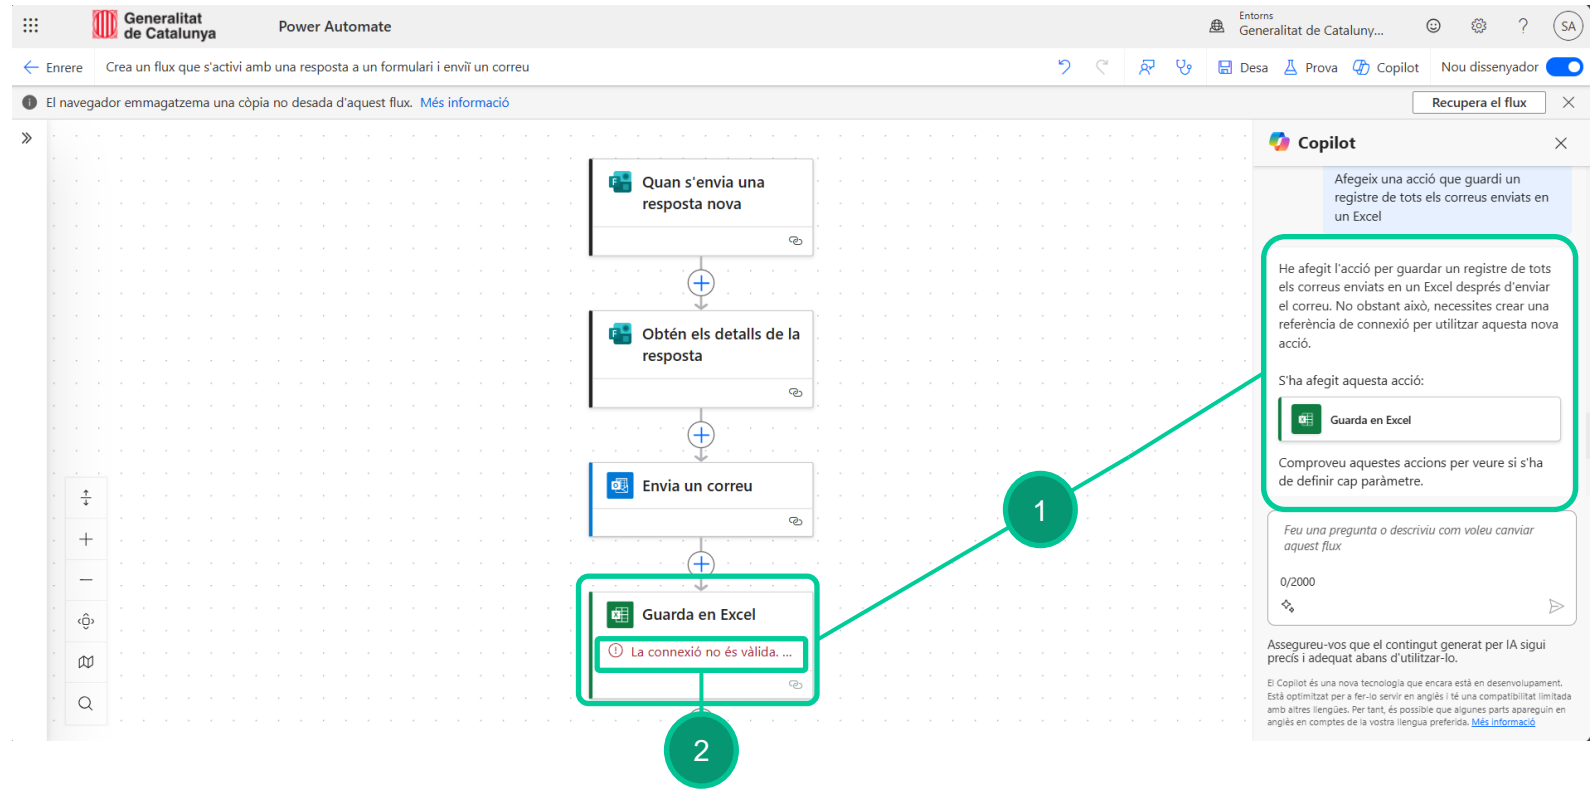 Generalitat
de Catalunya
Power Automate
Entorns
Generalitat de Cataluny...
SA
Enrere
Crea un flux que s'activi amb una resposta a un formulari i enviï un correu
Desa
Prova
Copilot
Nou dissenyador
El navegador emmagatzema una còpia no desada d'aquest flux. Més informació
Recupera el flux
Quan s'envia una
resposta nova
Obtén els detalls de la
resposta
Envia un correu
Guarda en Excel
La connexió no és vàlida. ...
1
2
Copilot
Afegeix una acció que guardi un
registre de tots els correus enviats en
un Excel
He afegit l'acció per guardar un registre de tots
els correus enviats en un Excel després d'enviar
el correu. No obstant això, necessites crear una
referència de connexió per utilitzar aquesta nova
acció.
S'ha afegit aquesta acció:
Guarda en Excel
Comproveu aquestes accions per veure si s'ha
de definir cap paràmetre.
Feu una pregunta o descriviu com voleu canviar
aquest flux
0/2000
Assegureu-vos que el contingut generat per IA sigui
precís i adequat abans d'utilitzar-lo.
El Copilot és una nova tecnologia que encara està en desenvolupament.
Està optimitzat per a fer-lo servir en anglès i té una compatibilitat limitada
amb altres llengües. Per tant, és possible que algunes parts apareguin en
anglès en comptes de la vostra llengua preferida. Més informació